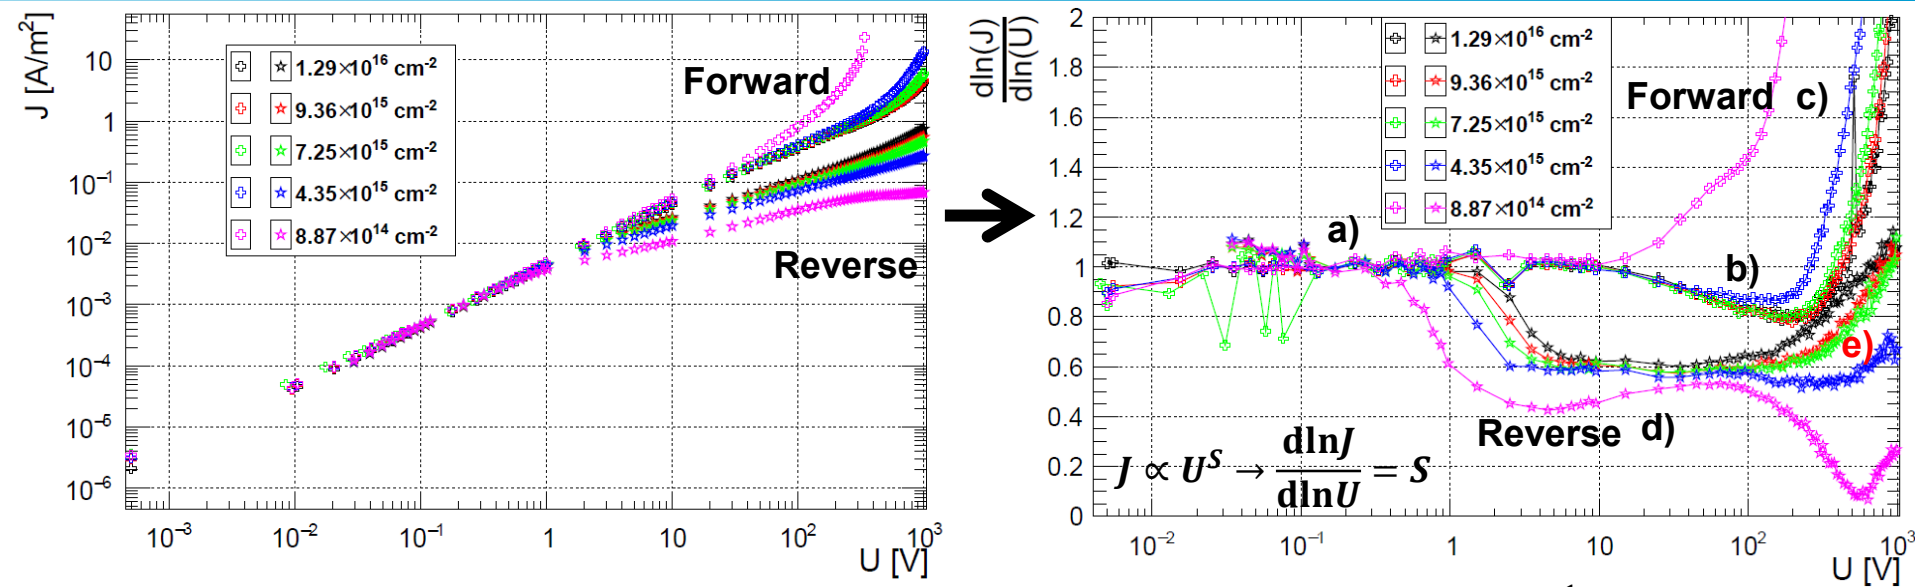 J [A/m²]
10
1
10⁻¹
10⁻²
10⁻³
10⁻⁴
10⁻⁵
10⁻⁶
1.29×10¹⁶ cm⁻²
9.36×10¹⁵ cm⁻²
7.25×10¹⁵ cm⁻²
4.35×10¹⁵ cm⁻²
8.87×10¹⁴ cm⁻²
Forward
Reverse
10⁻³ 10⁻² 10⁻¹ 1 10 10² 10³
U [V]
dln(J)
dln(U)
2
1.8
1.6
1.4
1.2
1
0.8
0.6
0.4
0.2
0
1.29×10¹⁶ cm⁻²
9.36×10¹⁵ cm⁻²
7.25×10¹⁵ cm⁻²
4.35×10¹⁵ cm⁻²
8.87×10¹⁴ cm⁻²
Forward c)
a)
b)
e)
Reverse d)
J ∝ U^S → dlnJ/dlnU = S
10⁻² 10⁻¹ 1 10 10² 10³
U [V]